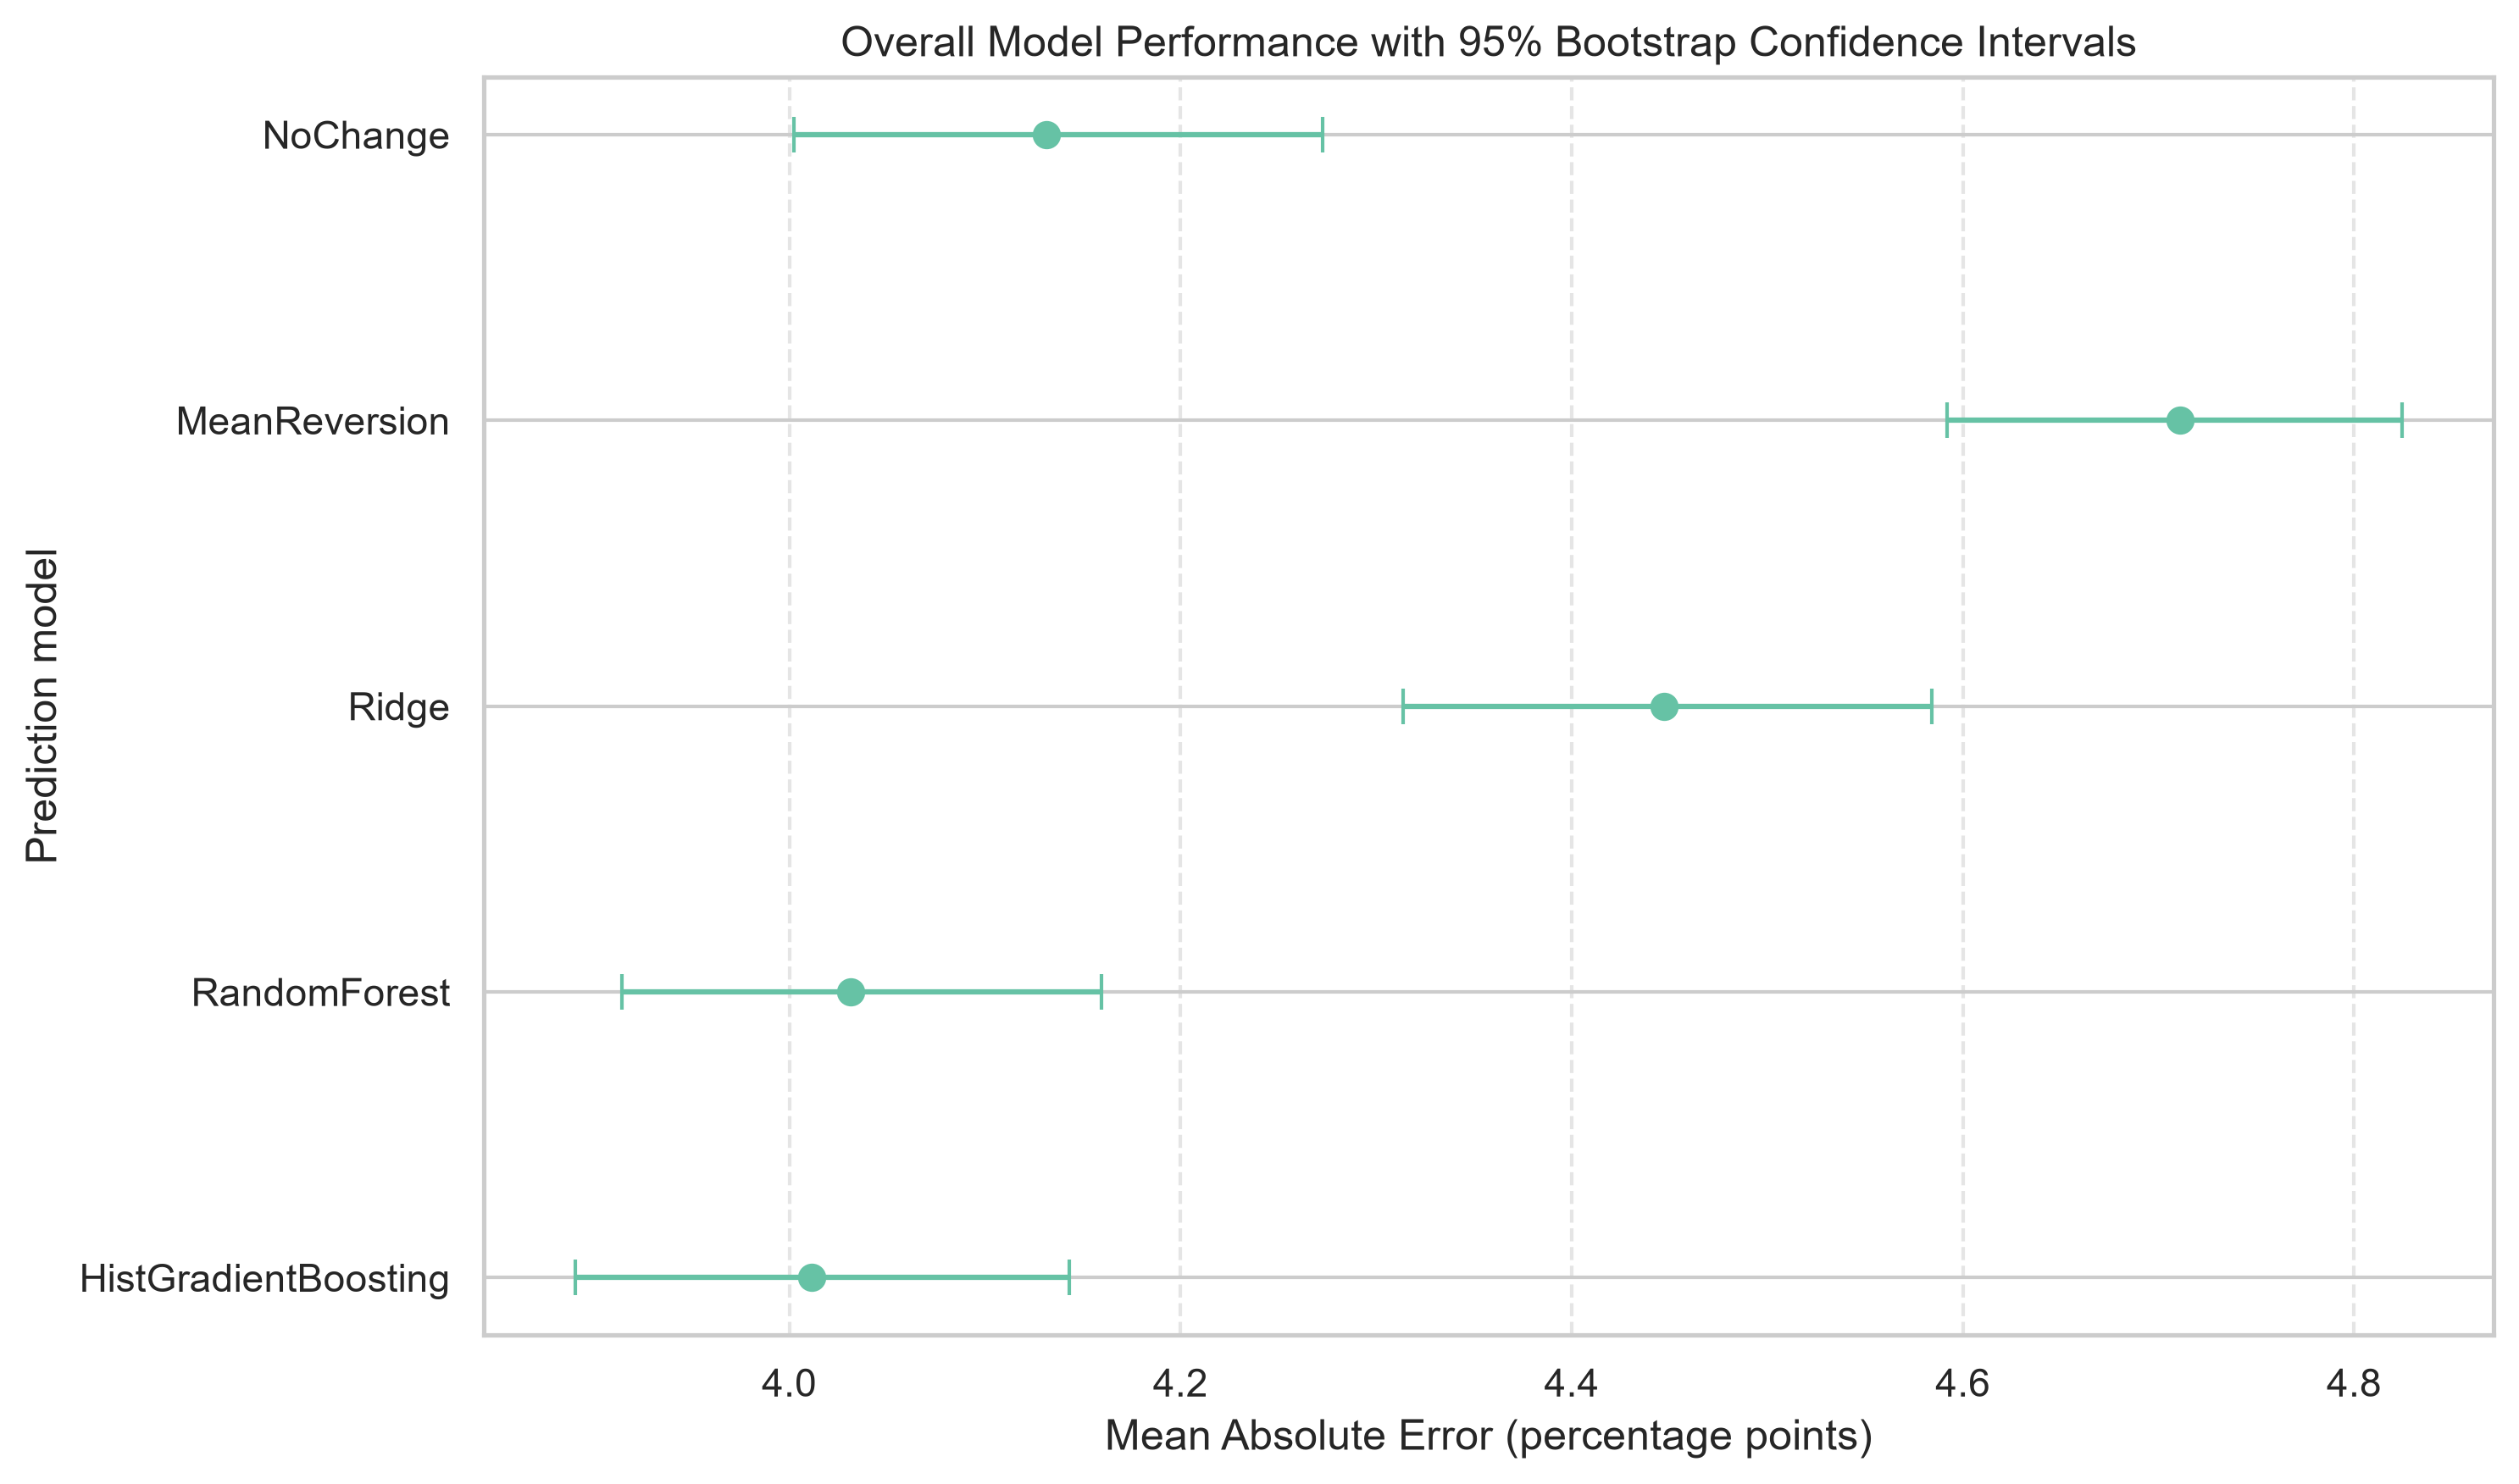 Overall Model Performance with 95% Bootstrap Confidence Intervals
NoChange
MeanReversion
Ridge
RandomForest
HistGradientBoosting
Prediction model
4.0 4.2 4.4 4.6 4.8
Mean Absolute Error (percentage points)